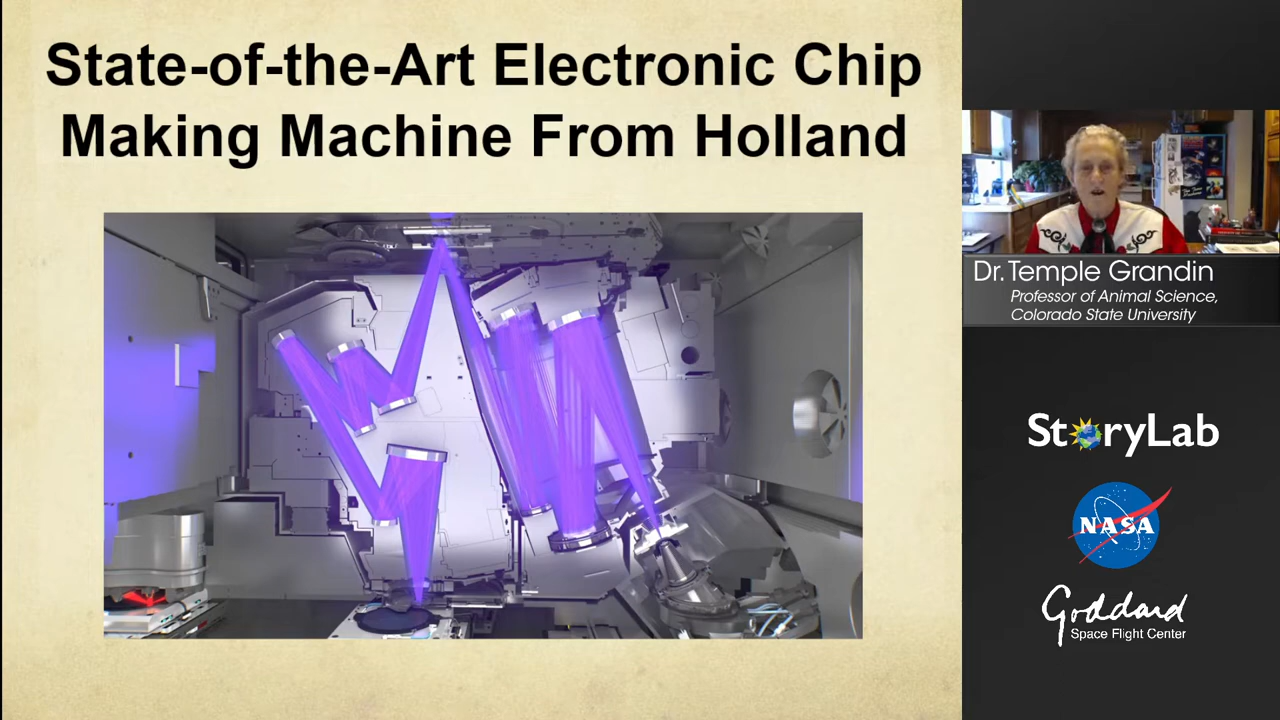 State-of-the-Art Electronic Chip
Making Machine From Holland
Dr. Temple Grandin
Professor of Animal Science,
Colorado State University
StoryLab
NASA
Goddard
Space Flight Center